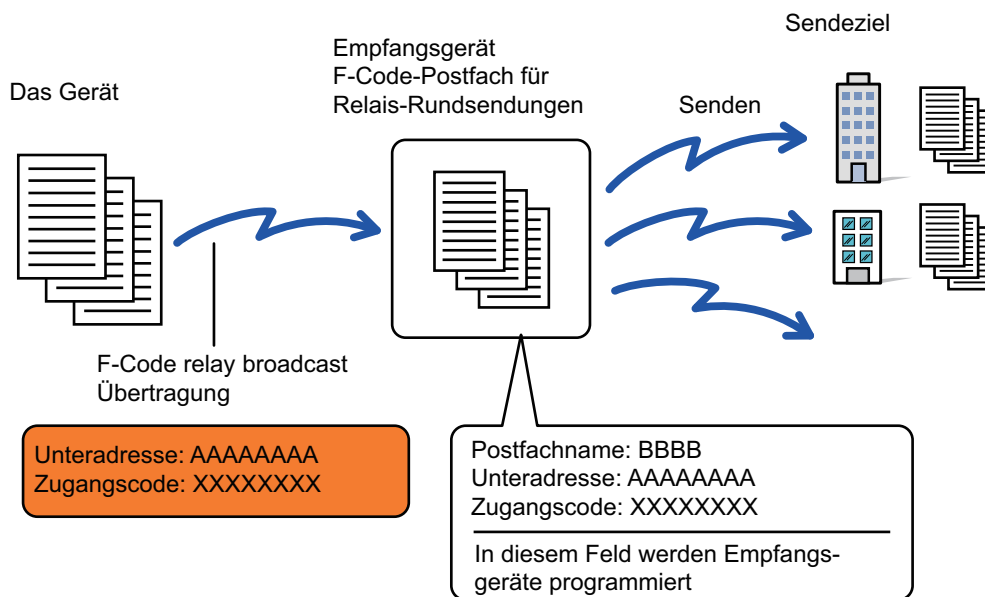 Sendeziel
Empfangsgerät
F-Code-Postfach für
Relais-Rundsendungen
Das Gerät
Senden
F-Code relay broadcast
Übertragung
Unteradresse: AAAAAAAA
Zugangscode: XXXXXXXX
Postfachname: BBBB
Unteradresse: AAAAAAAA
Zugangscode: XXXXXXXX
In diesem Feld werden Empfangs-
geräte programmiert